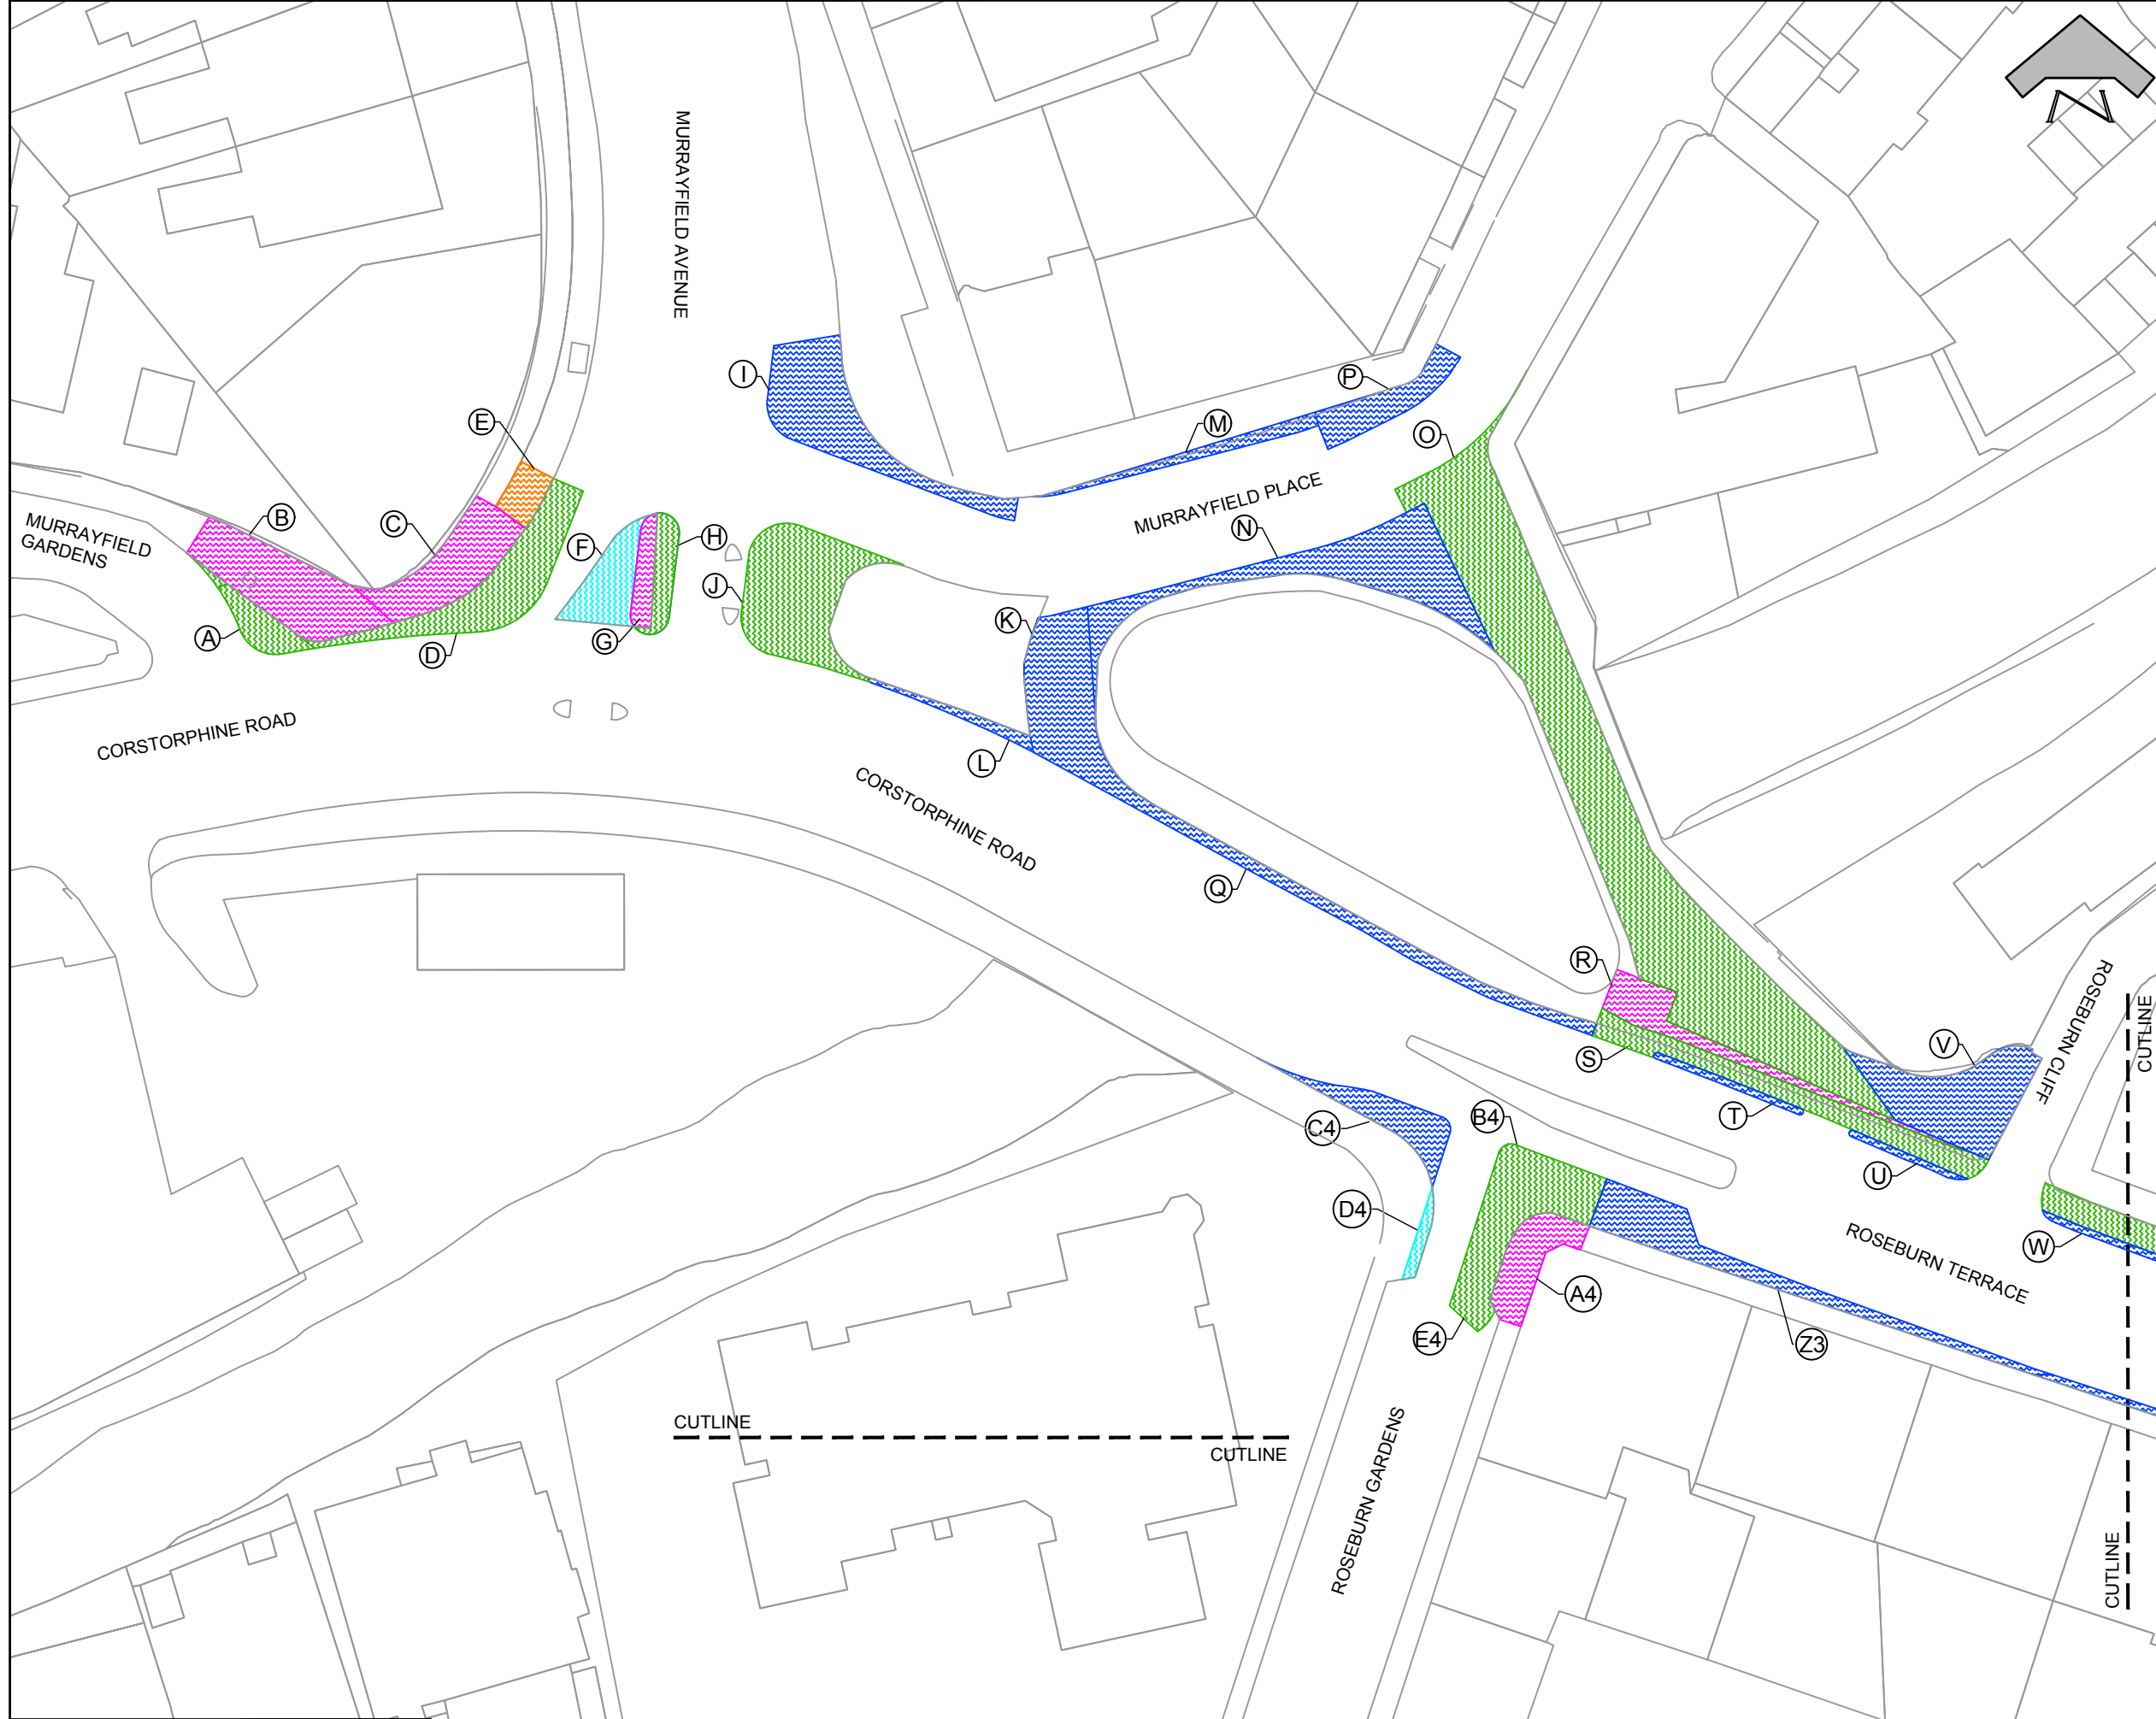 N
MURRAYFIELD AVENUE
I
P
M
E
O
MURRAYFIELD PLACE
B
C
MURRAYFIELD
GARDENS
F
H
N
J
K
A
G
D
CORSTORPHINE ROAD
L
CORSTORPHINE ROAD
Q
R
ROSEBURN CLIFF
CUTLINE
V
S
T
B4
C4
U
D4
W
ROSEBURN TERRACE
A4
E4
Z3
CUTLINE
CUTLINE
ROSEBURN GARDENS
CUTLINE